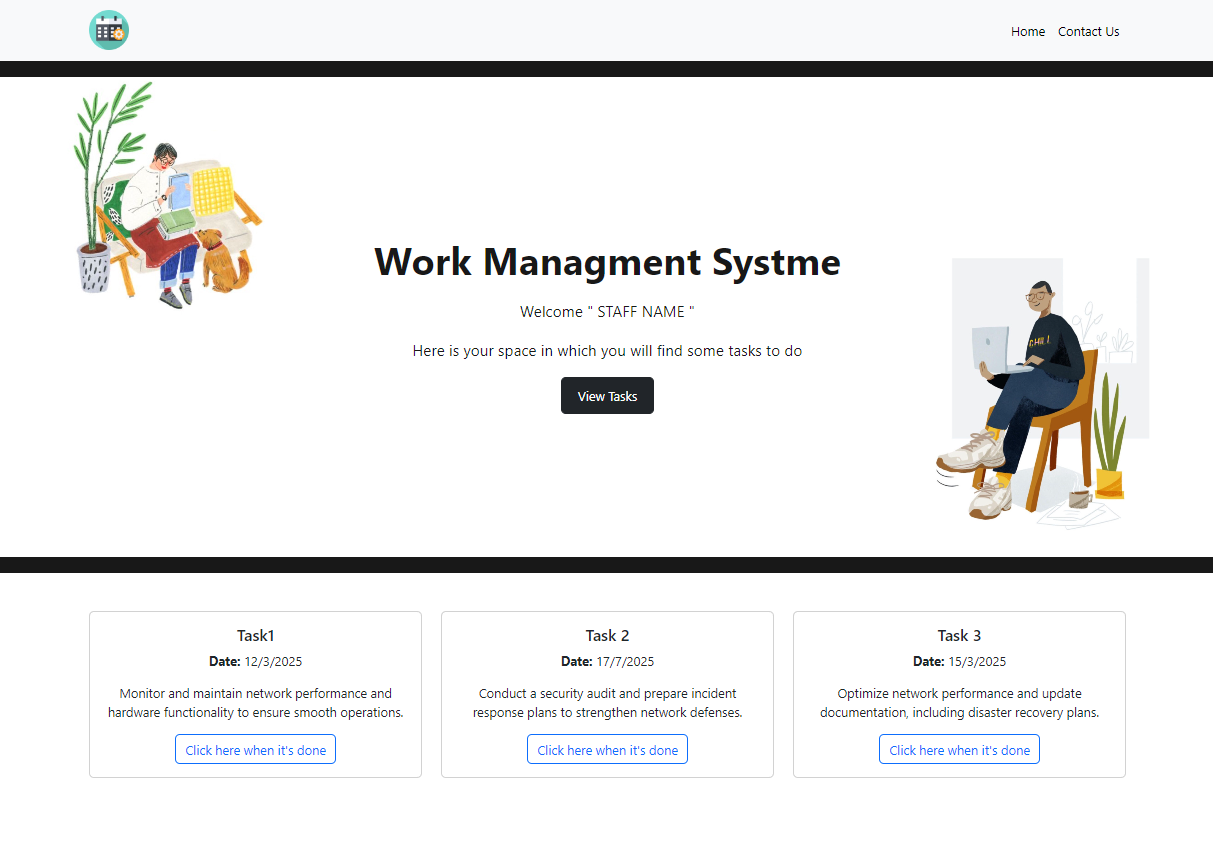 Home Contact Us
Work Managment Systme
Welcome " STAFF NAME "
Here is your space in which you will find some tasks to do
View Tasks
CHILL
Task1
Date: 12/3/2025
Monitor and maintain network performance and
hardware functionality to ensure smooth operations.
Click here when it's done
Task 2
Date: 17/7/2025
Conduct a security audit and prepare incident
response plans to strengthen network defenses.
Click here when it's done
Task 3
Date: 15/3/2025
Optimize network performance and update
documentation, including disaster recovery plans.
Click here when it's done